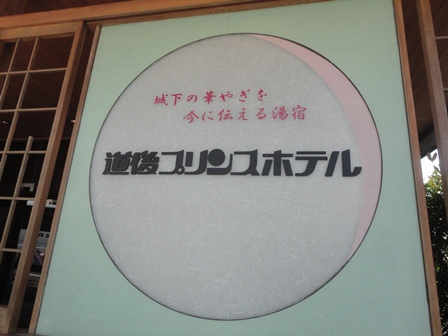 城下の華やぎを
今に伝える湯宿
道後プリンスホテル